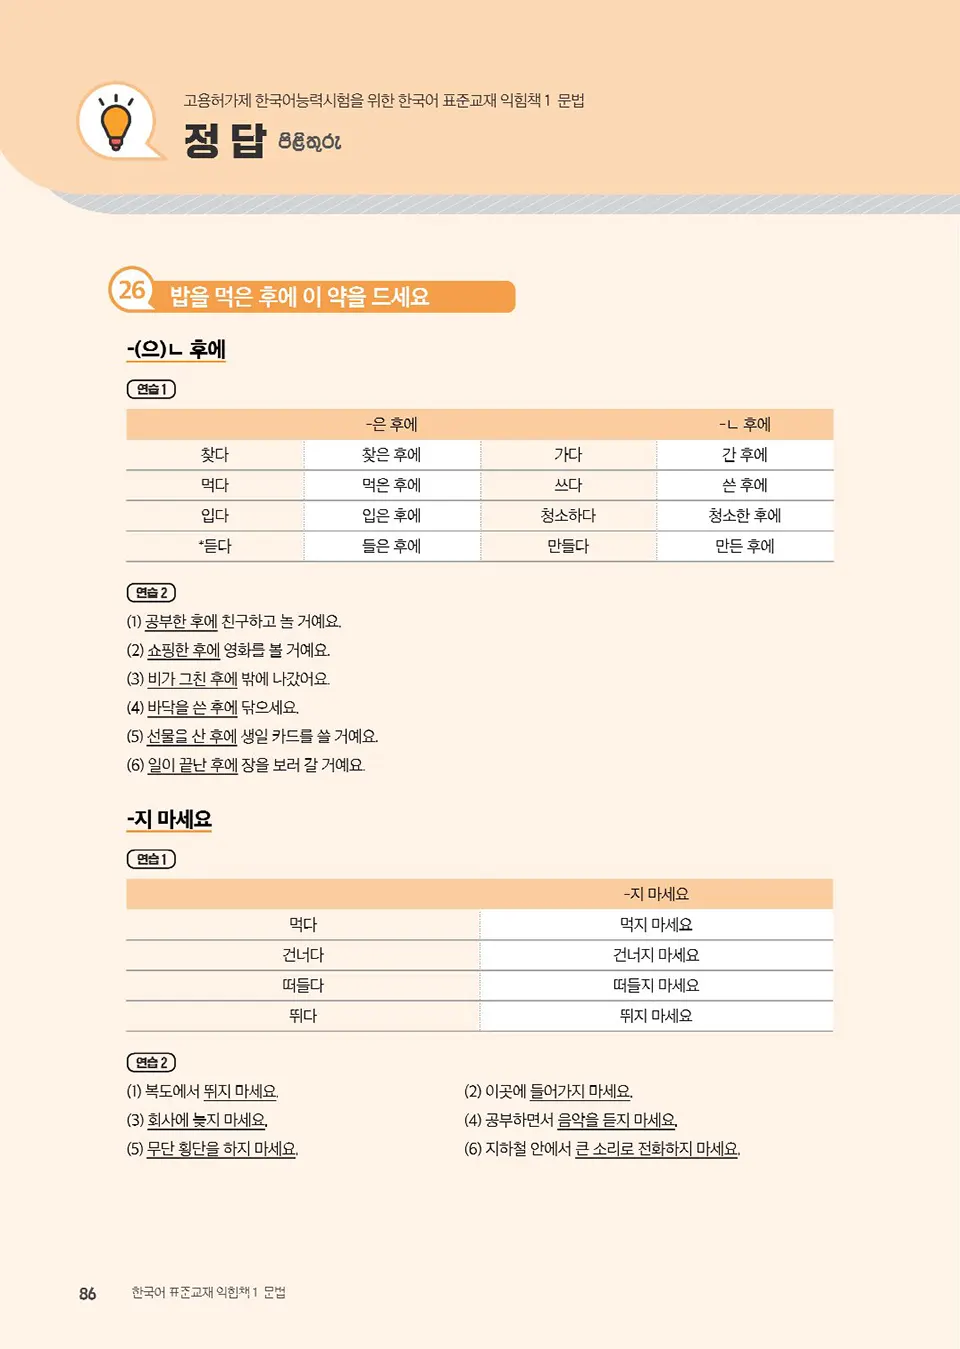 고용허가제 한국어능력시험을 위한 한국어 표준교재 익힘책 1 문법
정답 පිළිතුරු
26 밥을 먹은 후에 이 약을 드세요
-(으)ㄴ 후에
연습 1
-은 후에 -ㄴ 후에
찾다 찾은 후에 가다 간 후에
먹다 먹은 후에 쓰다 쓴 후에
입다 입은 후에 청소하다 청소한 후에
*듣다 들은 후에 만들다 만든 후에
연습 2
(1) 공부한 후에 친구하고 놀 거예요.
(2) 쇼핑한 후에 영화를 볼 거예요.
(3) 비가 그친 후에 밖에 나갔어요.
(4) 바닥을 쓴 후에 닦으세요.
(5) 선물을 산 후에 생일 카드를 쓸 거예요.
(6) 일이 끝난 후에 장을 보러 갈 거예요.
-지 마세요
연습 1
-지 마세요
먹다 먹지 마세요
건너다 건너지 마세요
떠들다 떠들지 마세요
뛰다 뛰지 마세요
연습 2
(1) 복도에서 뛰지 마세요. (2) 이곳에 들어가지 마세요.
(3) 회사에 늦지 마세요. (4) 공부하면서 음악을 듣지 마세요.
(5) 무단 횡단을 하지 마세요. (6) 지하철 안에서 큰 소리로 전화하지 마세요.
86 한국어 표준교재 익힘책 1 문법